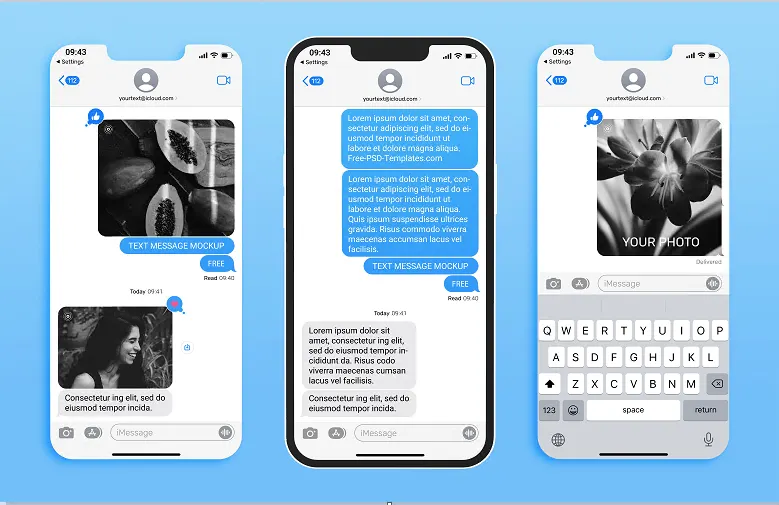 09:43
Settings
112
yourtext@icloud.com
TEXT MESSAGE MOCKUP
FREE
Read 09:40
Today 09:41
Consectetur ing elit, sed do
eiusmod tempor incida.
iMessage
09:43
Settings
112
yourtext@icloud.com
Lorem ipsum dolor sit amet, con-
sectetur adipiscing elit, sed do ei-
usmod tempor incididunt ut
labore et dolore magna aliqua.
Free-PSD-Templates.com
Lorem ipsum dolor sit amet, con-
sectetur adipiscing elit, sed do ei-
usmod tempor incididunt ut
labore et dolore magna aliqua.
Quis ipsum suspendisse ultrices
gravida. Risus commodo viverra
maecenas accumsan lacus vel
facilisis.
TEXT MESSAGE MOCKUP
FREE
Read 09:40
Today 09:41
Lorem ipsum dolor sit
amet, consectetur ing
elit, consectetur ing elit, sed
do eiusmod tempor in-
cididunt da. Risus codo
viverra maecenas cumsan
lacus vel facilisis.
Consectetur ing elit, sed do
eiusmod tempor incida.
iMessage
09:43
Settings
112
yourtext@icloud.com
YOUR PHOTO
Delivered
iMessage
Q W E R T Y U I O P
A S D F G H J K L
Z X C V B N M
123
space
return